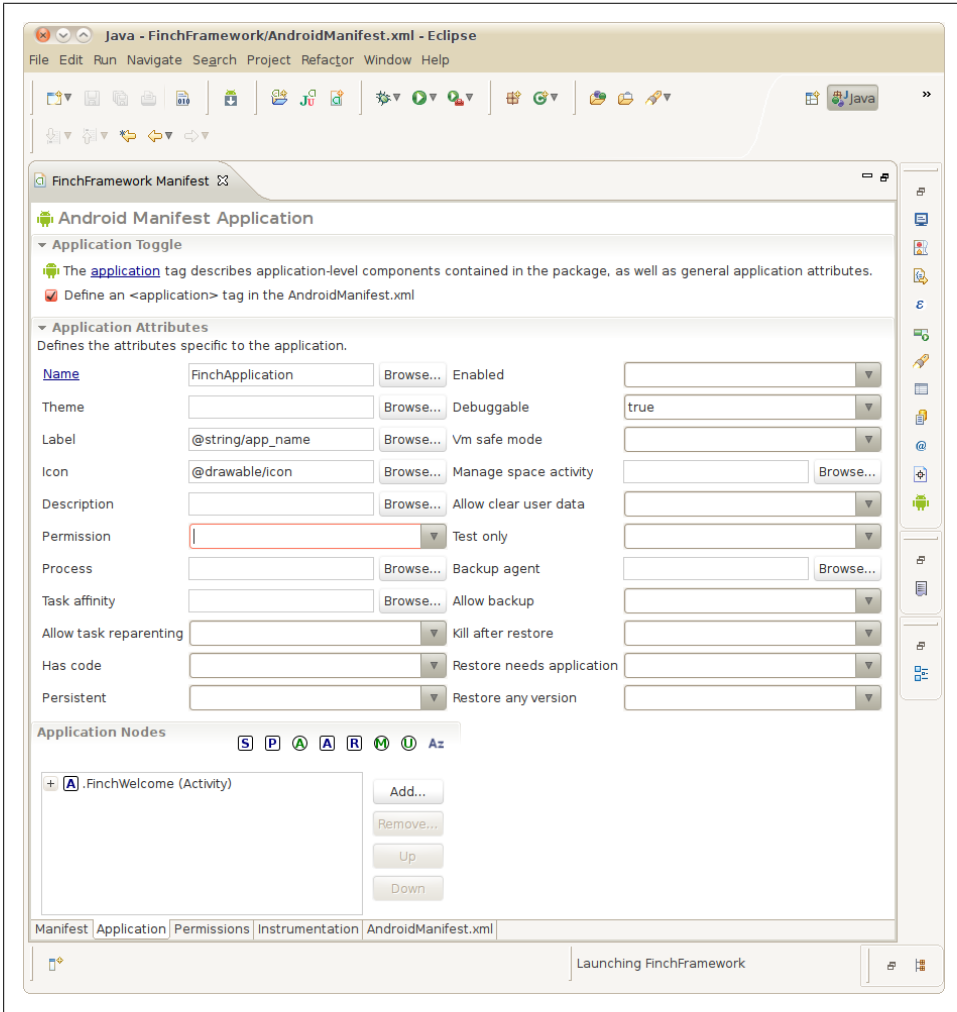 Java - FinchFramework/AndroidManifest.xml - Eclipse
File Edit Run Navigate Search Project Refactor Window Help
Java
FinchFramework Manifest
Android Manifest Application
Application Toggle
The application tag describes application-level components contained in the package, as well as general application attributes.
Define an <application> tag in the AndroidManifest.xml
Application Attributes
Defines the attributes specific to the application.
Name FinchApplication Browse... Enabled
Theme Browse... Debuggable true
Label @string/app_name Browse... Vm safe mode
Icon @drawable/icon Browse... Manage space activity Browse...
Description Browse... Allow clear user data
Permission Test only
Process Browse... Backup agent Browse...
Task affinity Browse... Allow backup
Allow task reparenting Kill after restore
Has code Restore needs application
Persistent Restore any version
Application Nodes
S P A A R M U Az
A .FinchWelcome (Activity)
Add...
Remove...
Up
Down
Manifest Application Permissions Instrumentation AndroidManifest.xml
Launching FinchFramework